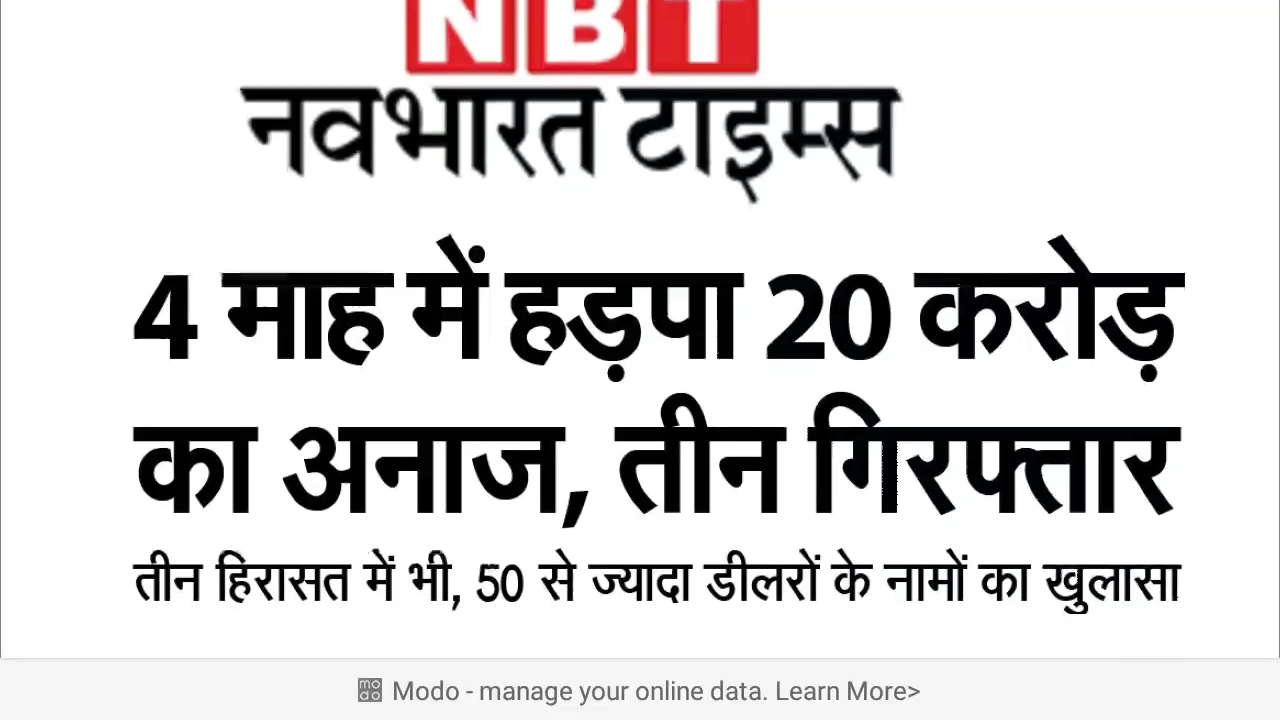 NBT
नवभारत टाइम्स
4 माह में हड़पा 20 करोड़
का अनाज, तीन गिरफ्तार
तीन हिरासत में भी, 50 से ज्यादा डीलरों के नामों का खुलासा
modo Modo - manage your online data. Learn More>